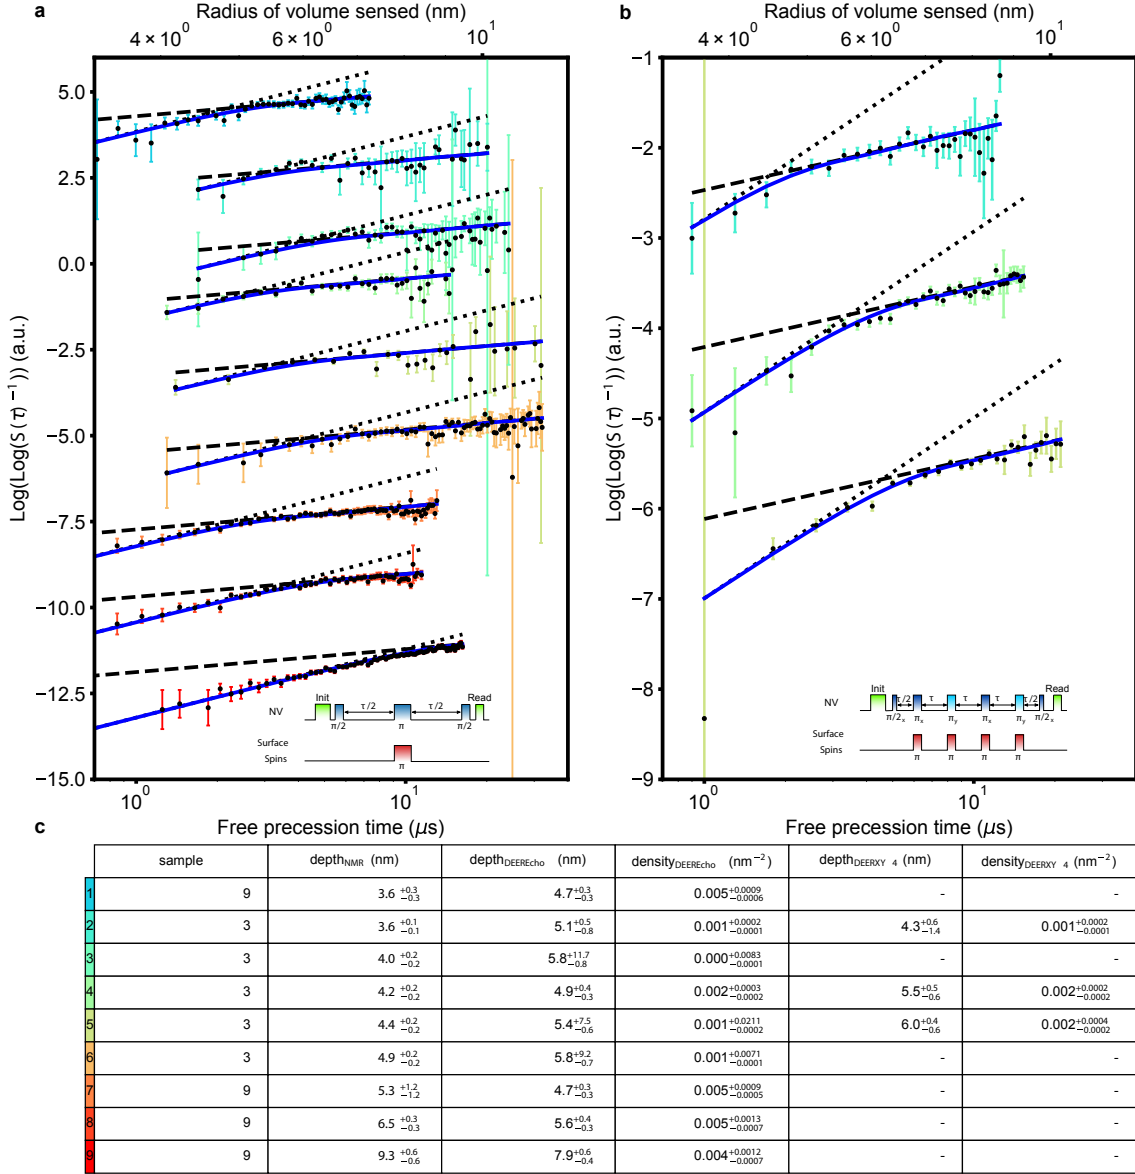 a
Radius of volume sensed (nm)
4 × 10⁰ 6 × 10⁰ 10¹
Log(Log(S (τ)⁻¹ )) (a.u.)
5.0
2.5
0.0
−2.5
−5.0
−7.5
−10.0
−12.5
−15.0
NV
Init
τ /2
τ /2
Read
π/2
π
π/2
Surface
Spins
π
10⁰ 10¹
Free precession time (μs)
b
Radius of volume sensed (nm)
4 × 10⁰ 6 × 10⁰ 10¹
Log(Log(S (τ)⁻¹ )) (a.u.)
−1
−2
−3
−4
−5
−6
−7
−8
−9
NV
Init
τ/2 τ τ τ τ/2
Read
π/2ₓ πₓ π_y πₓ π_y π/2ₓ
Surface
Spins
π π π π
10⁰ 10¹
Free precession time (μs)
c
sample depth_NMR (nm) depth_DEEREcho (nm) density_DEEREcho (nm⁻²) depth_DEERXY 4 (nm) density_DEERXY 4 (nm⁻²)
1 9 3.6 +0.3 −0.3 4.7 +0.3 −0.3 0.005 +0.0009 −0.0006 - -
2 3 3.6 +0.1 −0.1 5.1 +0.5 −0.8 0.001 +0.0002 −0.0001 4.3 +0.6 −1.4 0.001 +0.0002 −0.0001
3 3 4.0 +0.2 −0.2 5.8 +11.7 −0.8 0.000 +0.0083 −0.0001 - -
4 3 4.2 +0.2 −0.2 4.9 +0.4 −0.3 0.002 +0.0003 −0.0002 5.5 +0.5 −0.6 0.002 +0.0002 −0.0002
5 3 4.4 +0.2 −0.2 5.4 +7.5 −0.6 0.001 +0.0211 −0.0002 6.0 +0.4 −0.6 0.002 +0.0004 −0.0002
6 3 4.9 +0.2 −0.2 5.8 +9.2 −0.7 0.001 +0.0071 −0.0001 - -
7 9 5.3 +1.2 −1.2 4.7 +0.3 −0.3 0.005 +0.0009 −0.0005 - -
8 9 6.5 +0.3 −0.3 5.6 +0.4 −0.3 0.005 +0.0013 −0.0007 - -
9 9 9.3 +0.6 −0.6 7.9 +0.6 −0.4 0.004 +0.0012 −0.0007 - -